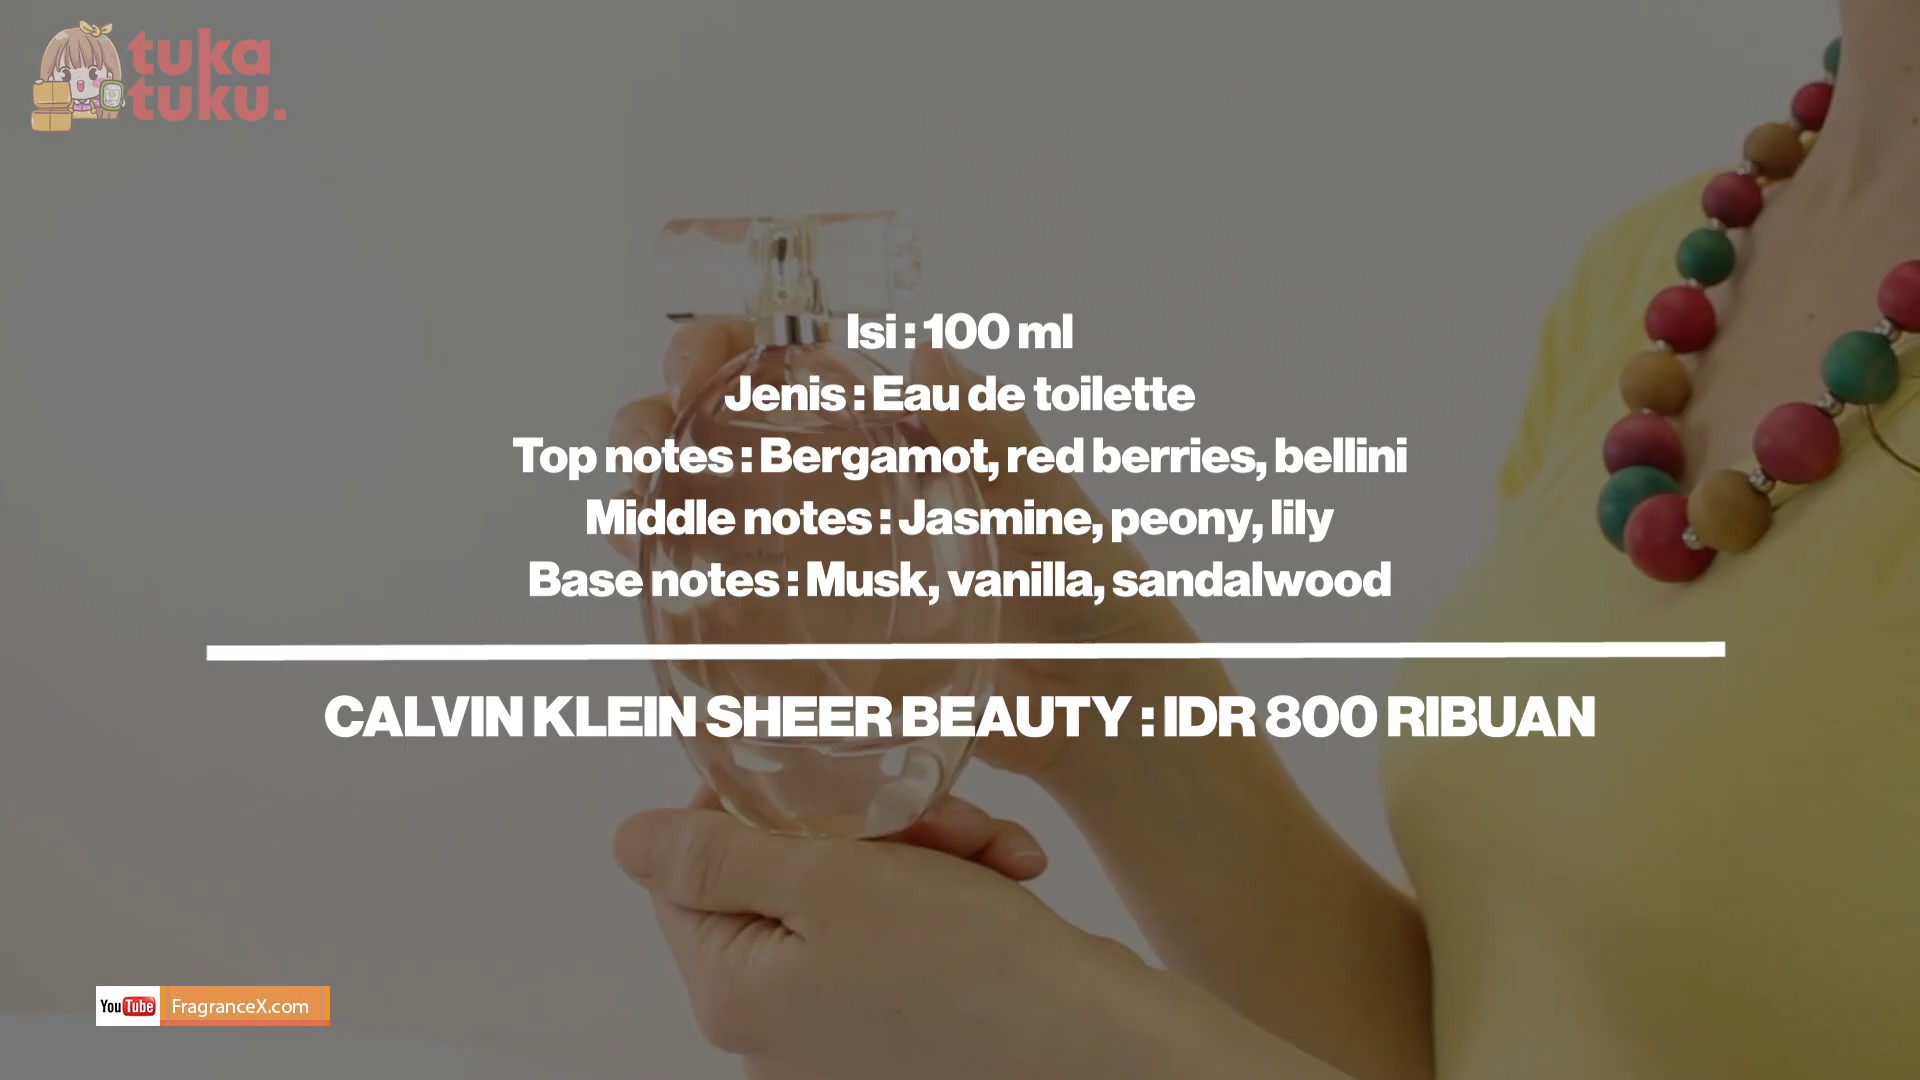 tuka
tuku.
Isi : 100 ml
Jenis : Eau de toilette
Top notes : Bergamot, red berries, bellini
Middle notes : Jasmine, peony, lily
Base notes : Musk, vanilla, sandalwood
CALVIN KLEIN SHEER BEAUTY : IDR 800 RIBUAN
YouTube FragranceX.com